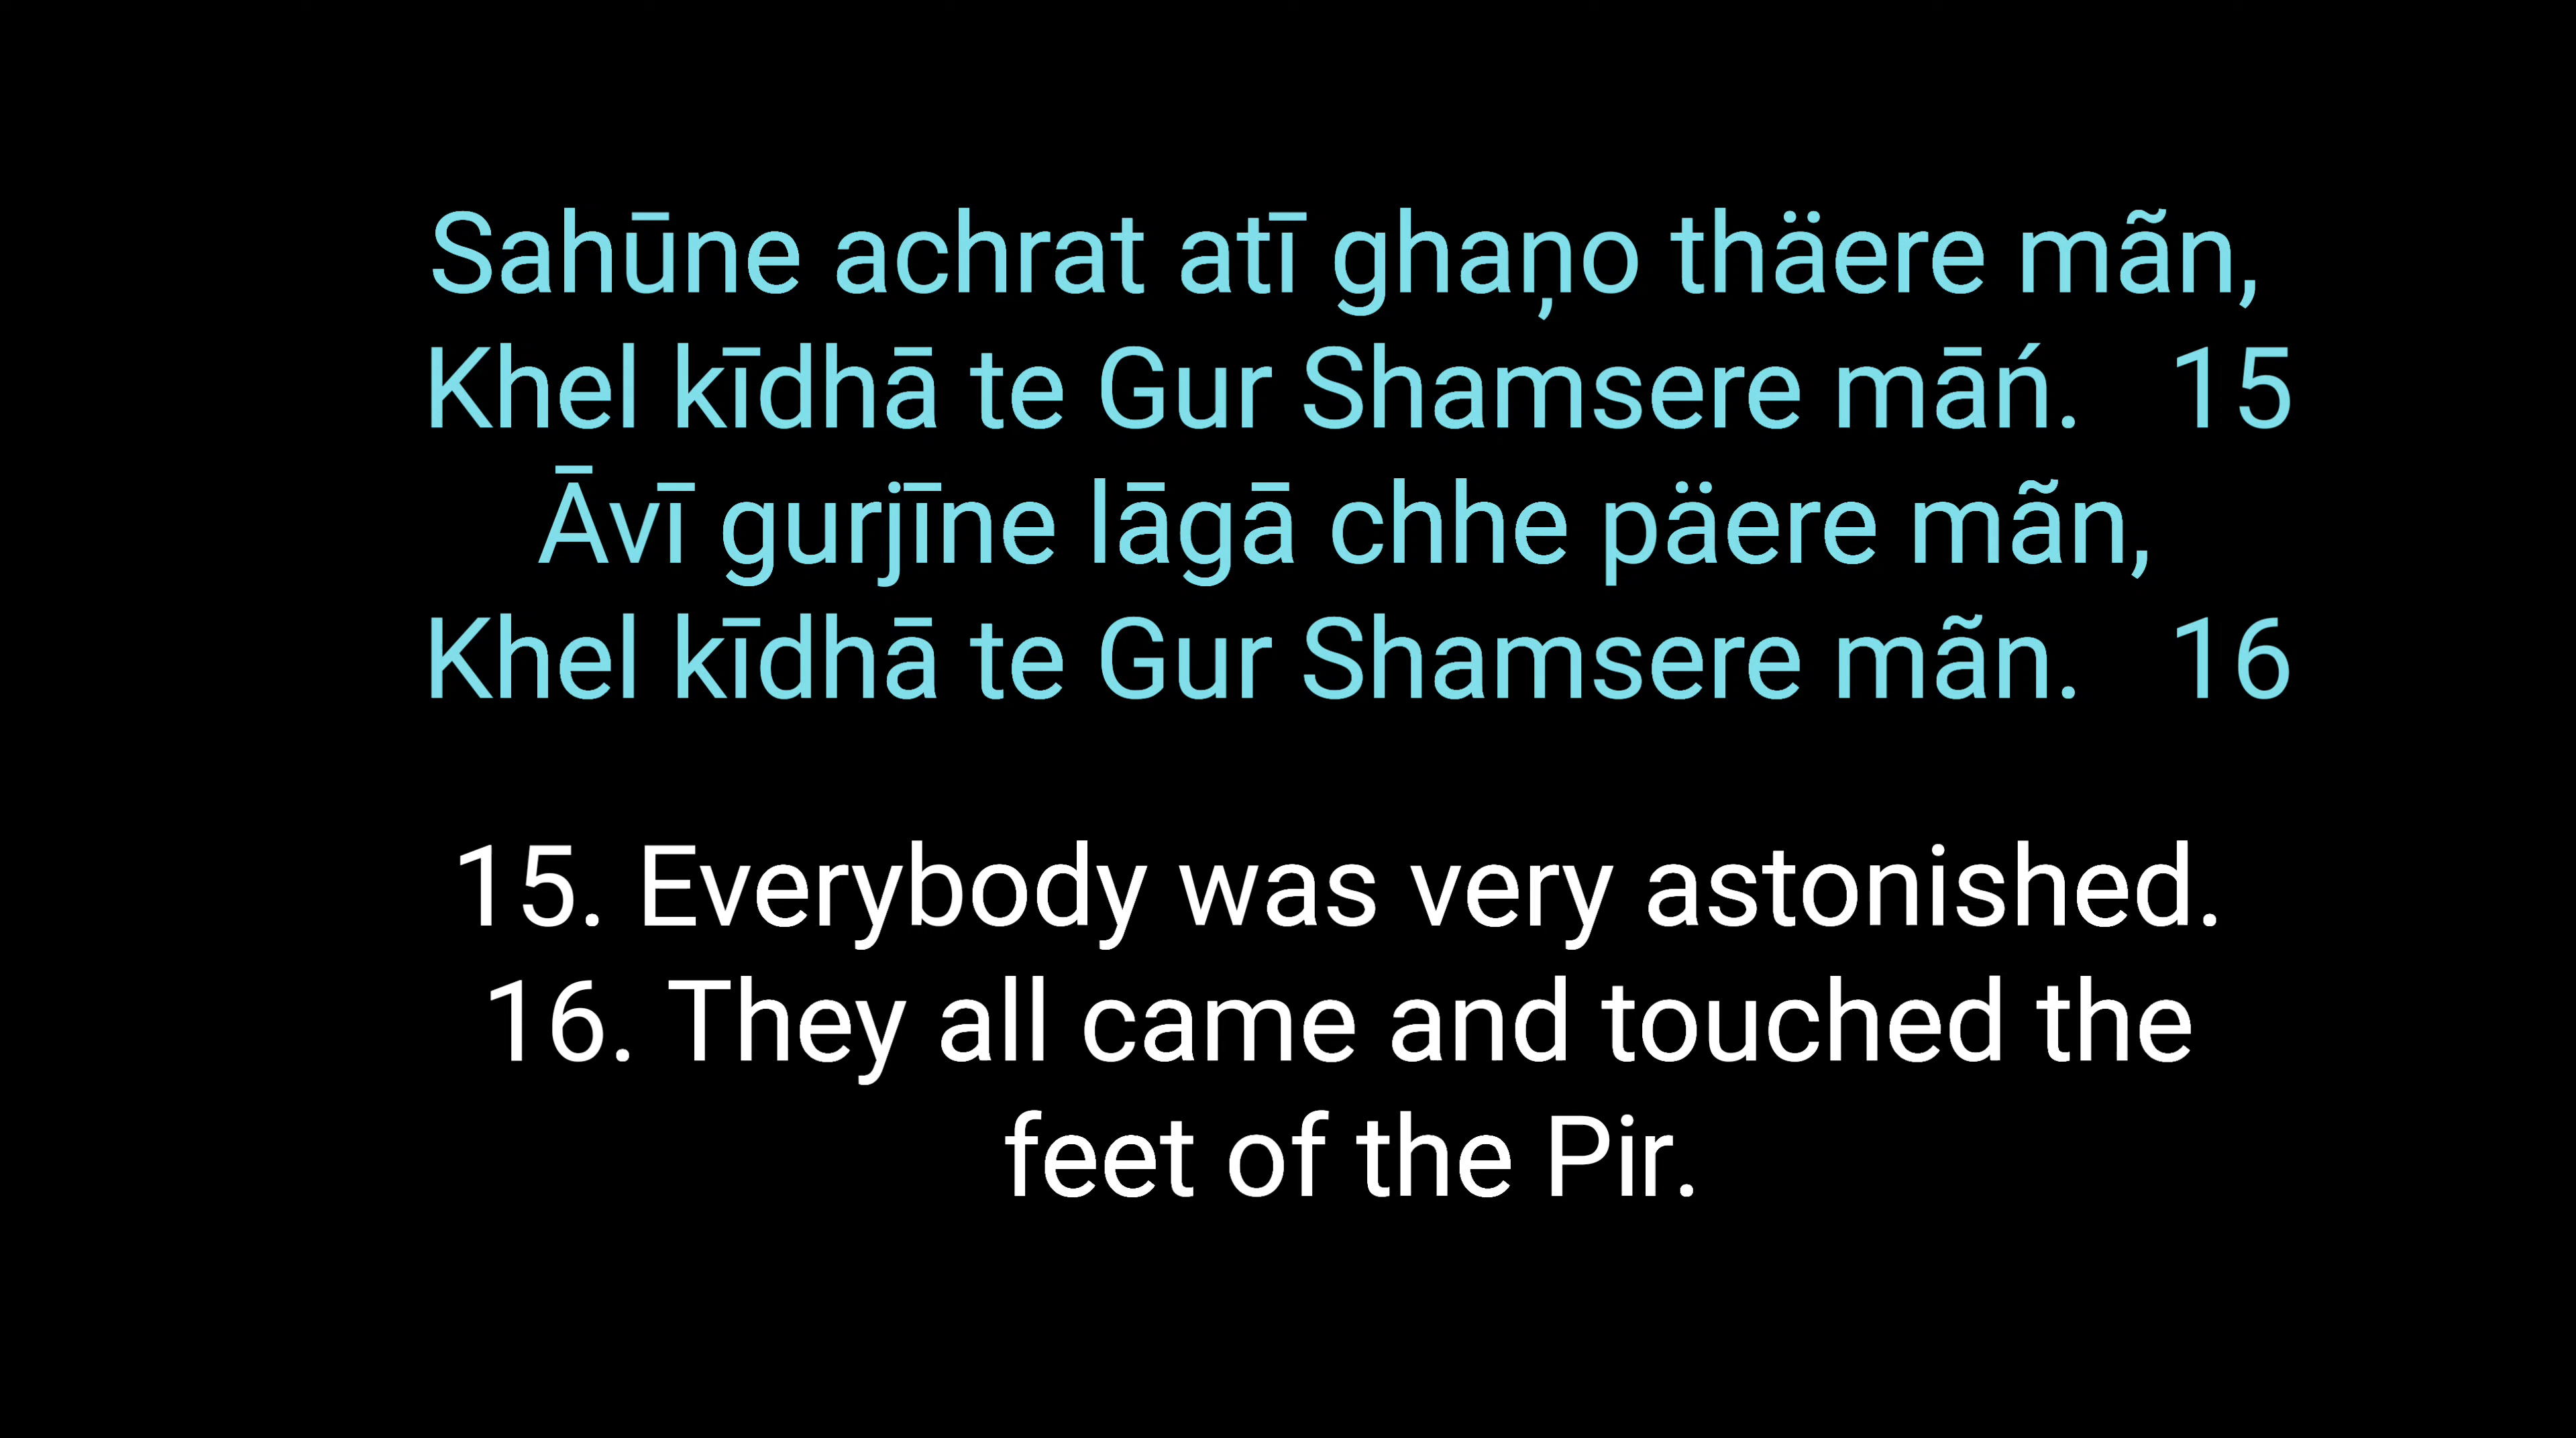 Sahūne achrat atī ghaņo thäere mãn,
Khel kīdhā te Gur Shamsere māń. 15
Āvī gurjīne lāgā chhe päere mãn,
Khel kīdhā te Gur Shamsere mãn. 16
15. Everybody was very astonished.
16. They all came and touched the
feet of the Pir.